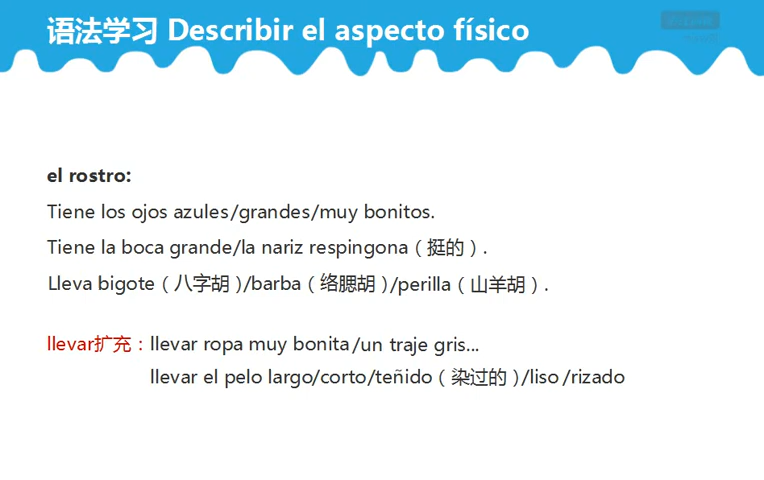 语法学习 Describir el aspecto físico
el rostro:
Tiene los ojos azules/grandes/muy bonitos.
Tiene la boca grande/la nariz respingona（挺的）.
Lleva bigote（八字胡）/barba（络腮胡）/perilla（山羊胡）.
llevar扩充：llevar ropa muy bonita/un traje gris...
llevar el pelo largo/corto/teñido（染过的）/liso/rizado